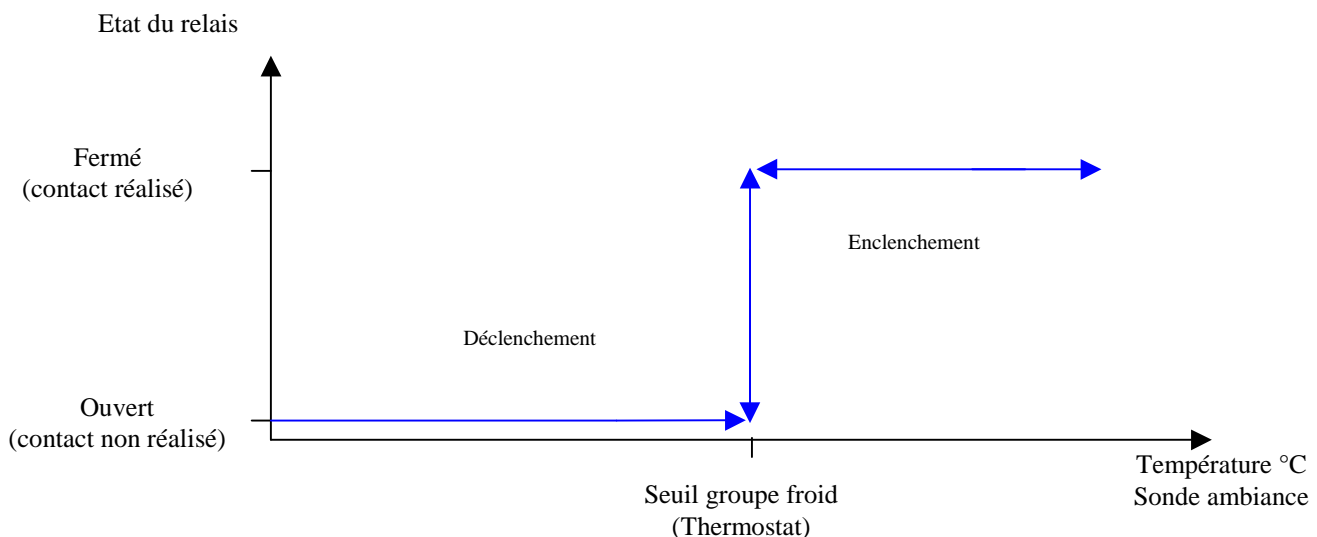 Etat du relais
Fermé
(contact réalisé)
Enclenchement
Déclenchement
Ouvert
(contact non réalisé)
Température °C
Sonde ambiance
Seuil groupe froid
(Thermostat)